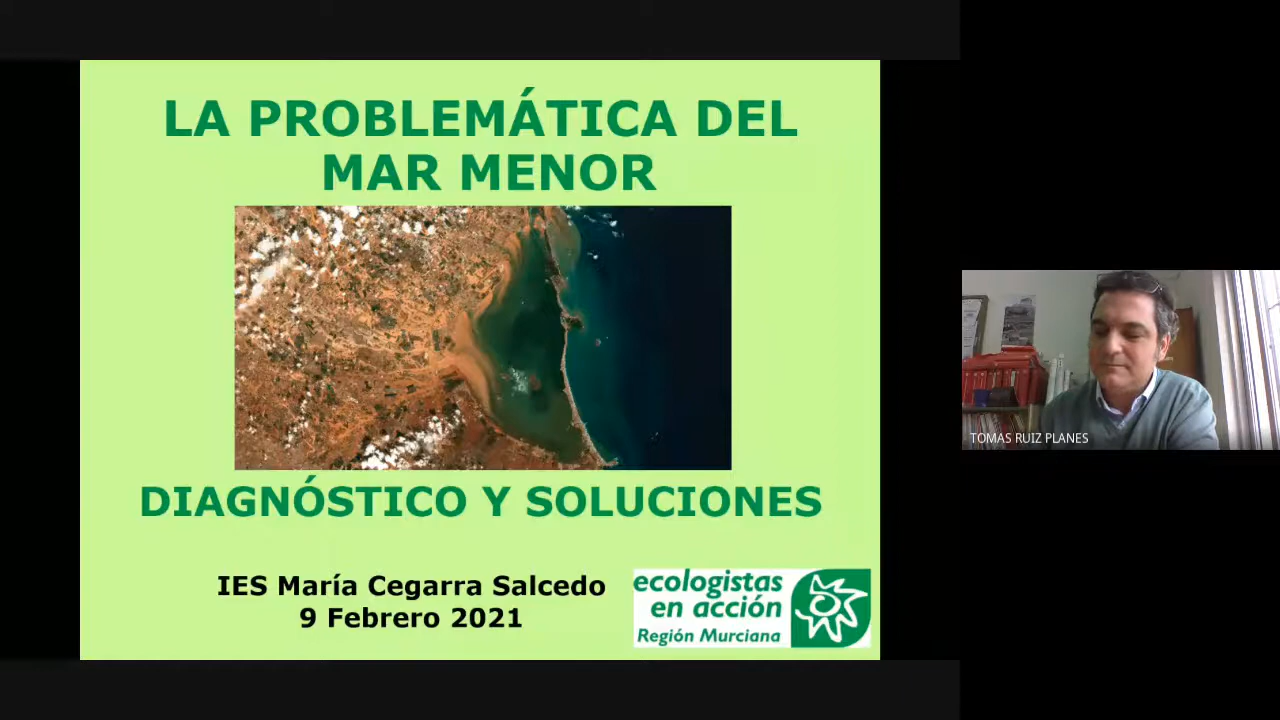 LA PROBLEMÁTICA DEL
MAR MENOR
DIAGNÓSTICO Y SOLUCIONES
IES María Cegarra Salcedo
9 Febrero 2021
ecologistas
en acción
Región Murciana
TOMAS RUIZ PLANES